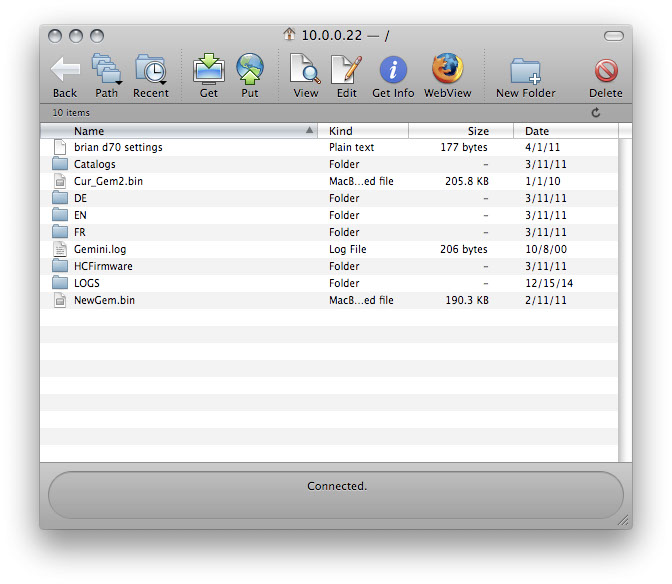 10.0.0.22 — /
Back Path Recent Get Put View Edit Get Info WebView New Folder Delete
10 items
Name Kind Size Date
brian d70 settings Plain text 177 bytes 4/1/11
Catalogs Folder – 3/11/11
Cur_Gem2.bin MacB...ed file 205.8 KB 1/1/10
DE Folder – 3/11/11
EN Folder – 3/11/11
FR Folder – 3/11/11
Gemini.log Log File 206 bytes 10/8/00
HCFirmware Folder – 3/11/11
LOGS Folder – 12/15/14
NewGem.bin MacB...ed file 190.3 KB 2/11/11
Connected.